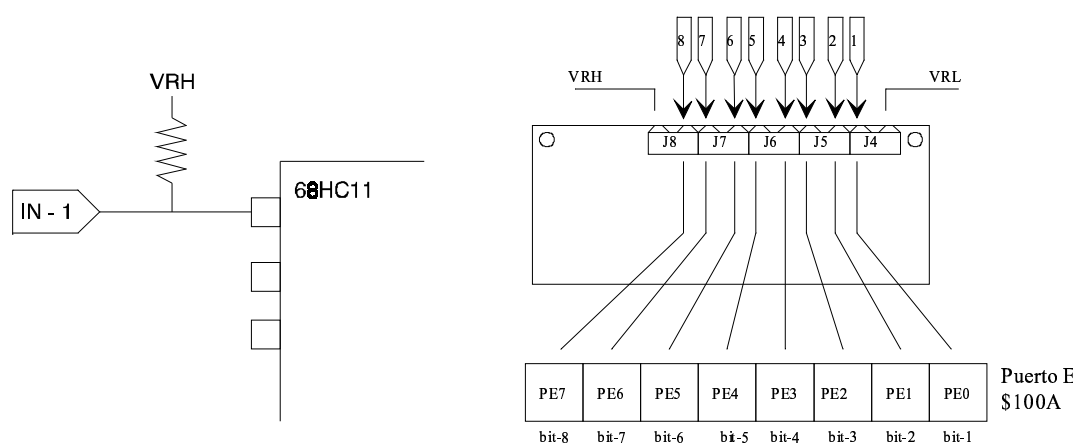 VRH
68HC11
IN - 1
8 7 6 5 4 3 2 1
VRH
VRL
J8 J7 J6 J5 J4
PE7 PE6 PE5 PE4 PE3 PE2 PE1 PE0
Puerto E
$100A
bit-8 bit-7 bit-6 bit-5 bit-4 bit-3 bit-2 bit-1